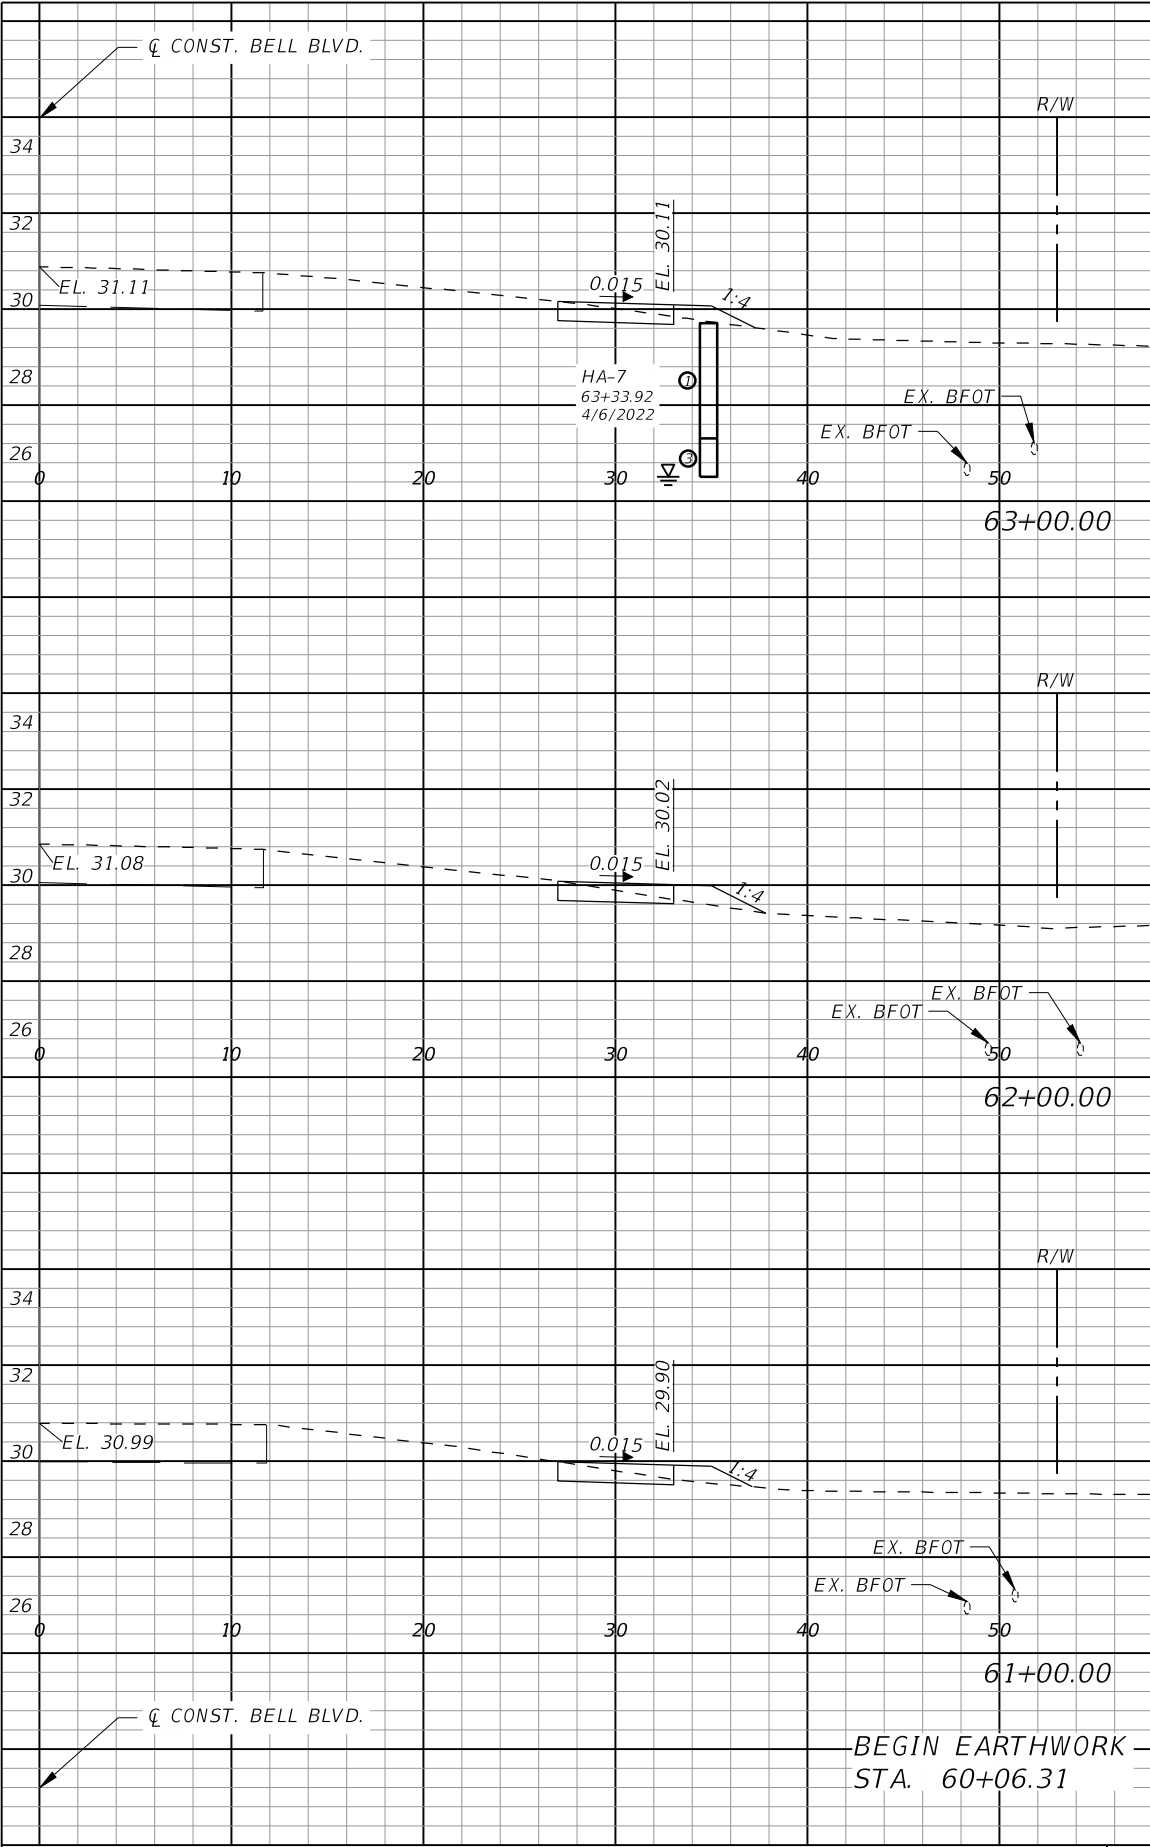 ℄ CONST. BELL BLVD.
R/W
34
32
EL. 30.11
0.015
1:4
EL. 31.11
30
28
HA-7
63+33.92
4/6/2022
1
EX. BFOT
EX. BFOT
26
3
0 10 20 30 40 50
63+00.00
R/W
34
32
EL. 30.02
0.015
1:4
EL. 31.08
30
28
EX. BFOT
EX. BFOT
26
0 10 20 30 40 50
62+00.00
R/W
34
32
EL. 29.90
0.015
1:4
EL. 30.99
30
28
EX. BFOT
EX. BFOT
26
0 10 20 30 40 50
61+00.00
℄ CONST. BELL BLVD.
BEGIN EARTHWORK
STA. 60+06.31